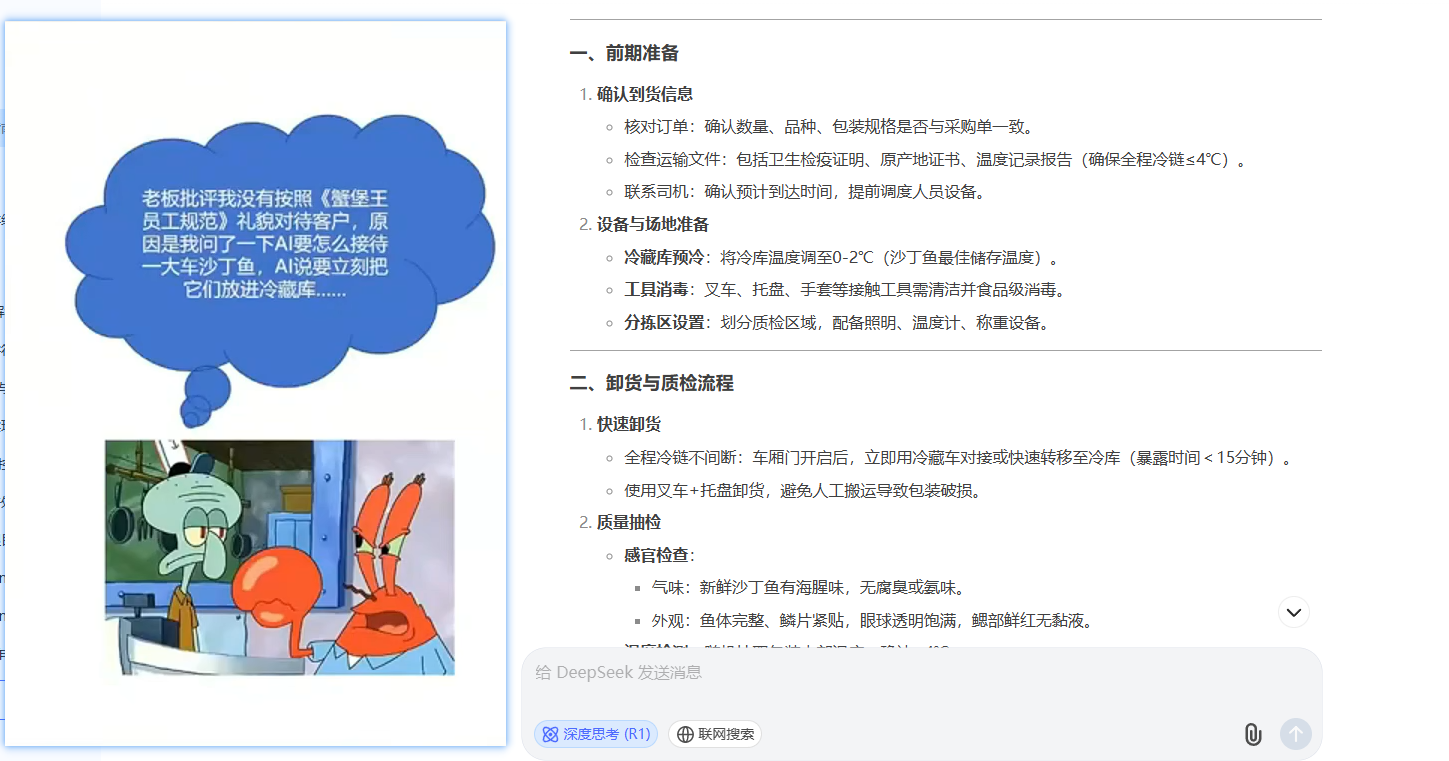 老板批评我没有按照《蟹堡王
员工规范》礼貌对待客户，原
因是我问了一下AI要怎么接待
一大车沙丁鱼，AI说要立刻把
它们放进冷藏库......
一、前期准备
1. 确认到货信息
核对订单：确认数量、品种、包装规格是否与采购单一致。
检查运输文件：包括卫生检疫证明、原产地证书、温度记录报告（确保全程冷链≤4℃）。
联系司机：确认预计到达时间，提前调度人员设备。
2. 设备与场地准备
冷藏库预冷：将冷库温度调至0-2℃（沙丁鱼最佳储存温度）。
工具消毒：叉车、托盘、手套等接触工具需清洁并食品级消毒。
分拣区设置：划分质检区域，配备照明、温度计、称重设备。
二、卸货与质检流程
1. 快速卸货
全程冷链不间断：车厢门开启后，立即用冷藏车对接或快速转移至冷库（暴露时间＜15分钟）。
使用叉车+托盘卸货，避免人工搬运导致包装破损。
2. 质量抽检
感官检查：
气味：新鲜沙丁鱼有海腥味，无腐臭或氨味。
外观：鱼体完整、鳞片紧贴，眼球透明饱满，鳃部鲜红无黏液。
给 DeepSeek 发送消息
深度思考 (R1)
联网搜索